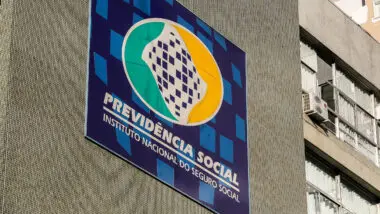 PREVIDÊNCIA SOCIAL
INSTITUTO NACIONAL DO SEGURO SOCIAL